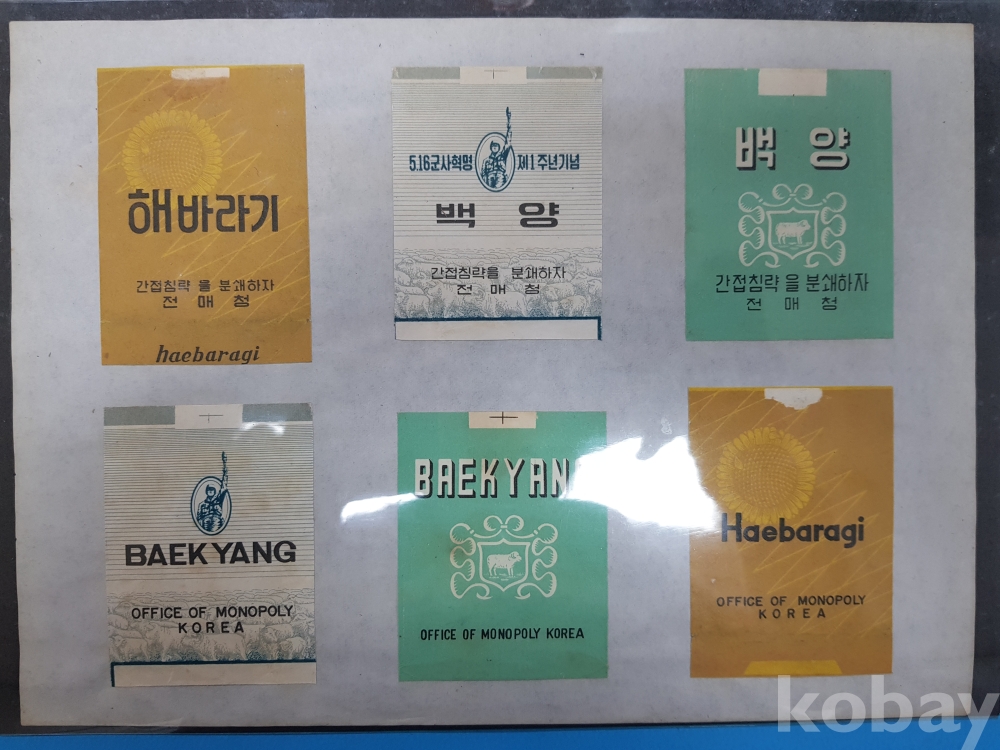 해바라기
간접침략을 분쇄하자
전매청
haebaragi
5.16군사혁명 제1주년기념
백양
간접침략을 분쇄하자
전매청
백양
간접침략을 분쇄하자
전매청
BAEK YANG
OFFICE OF MONOPOLY
KOREA
BAEKYANG
OFFICE OF MONOPOLY KOREA
Haebaragi
OFFICE OF MONOPOLY
KOREA
kobay